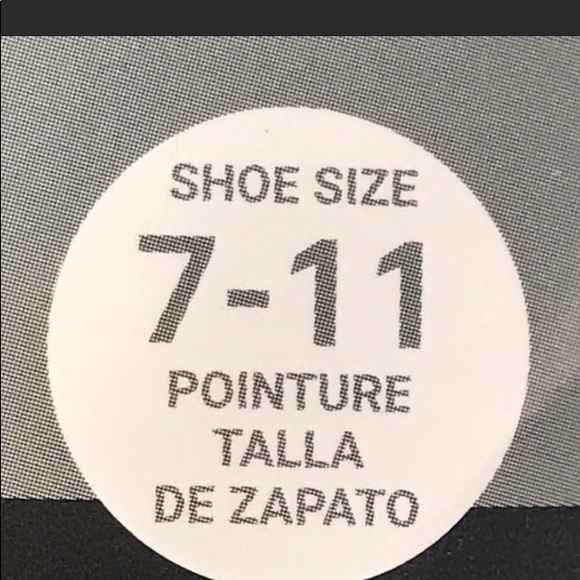 SHOE SIZE
7-11
POINTURE
TALLA
DE ZAPATO